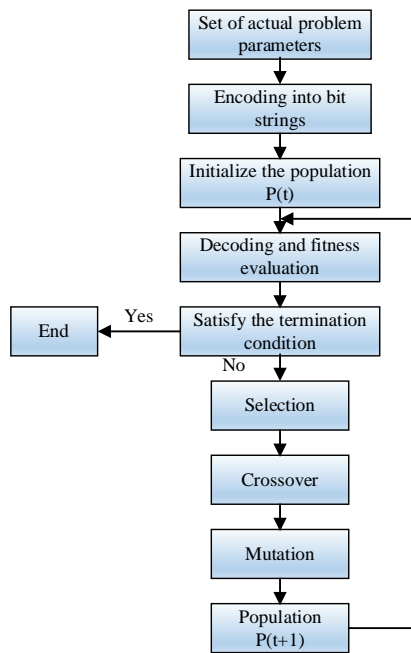 Set of actual problem
parameters
Encoding into bit
strings
Initialize the population
P(t)
Decoding and fitness
evaluation
Yes
End
Satisfy the termination
condition
No
Selection
Crossover
Mutation
Population
P(t+1)